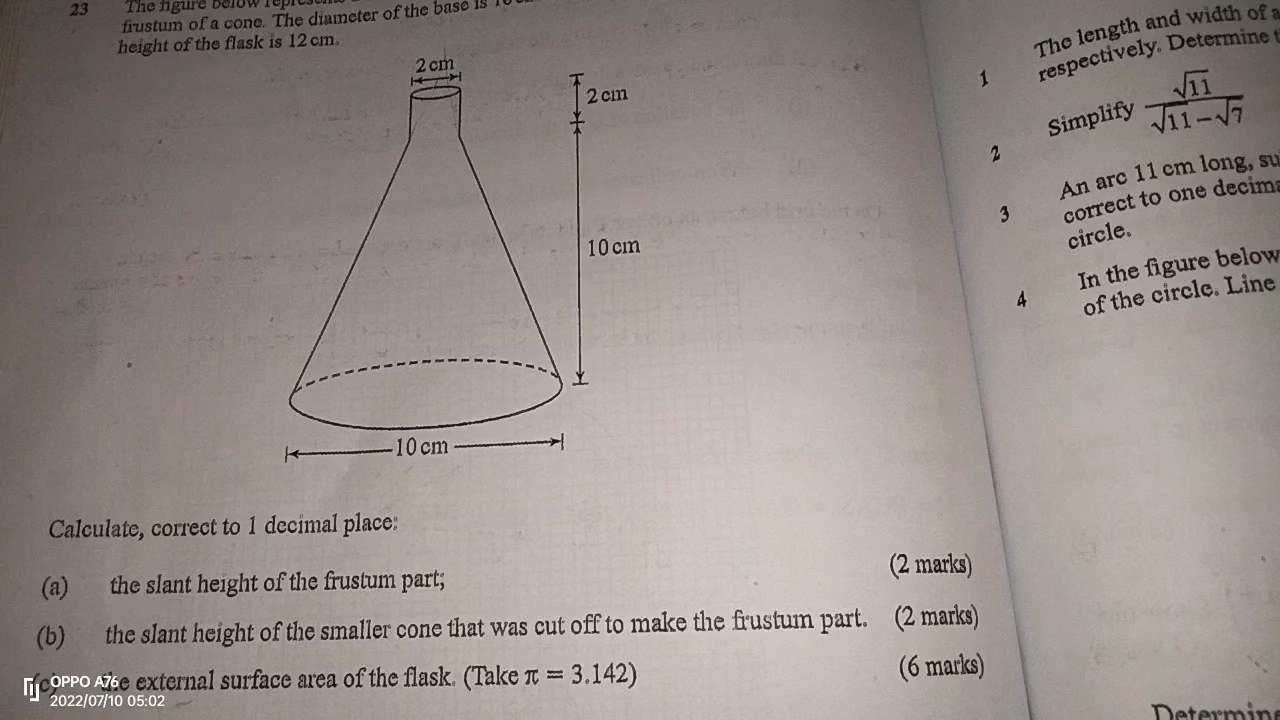 23 The figure below
frustum of a cone. The diameter of the base is 10
height of the flask is 12 cm.
2 cm
2 cm
10 cm
10 cm
Calculate, correct to 1 decimal place:
(a) the slant height of the frustum part; (2 marks)
(b) the slant height of the smaller cone that was cut off to make the frustum part. (2 marks)
(c) the external surface area of the flask. (Take π = 3.142) (6 marks)
OPPO A76
2022/07/10 05:02
1 The length and width of a
respectively. Determine
2 Simplify √11 / √11 − √7
3 An arc 11 cm long,
correct to one
circle.
4 In the figure below
of the circle. Line